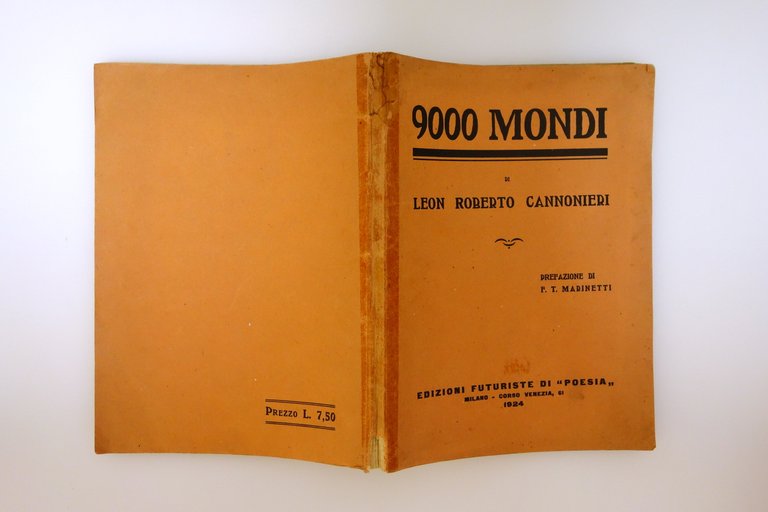 9000 MONDI
DI
LEON ROBERTO CANNONIERI
PREFAZIONE DI
F. T. MARINETTI
EDIZIONI FUTURISTE DI "POESIA„
MILANO - CORSO VENEZIA, 61
1924
PREZZO L. 7,50